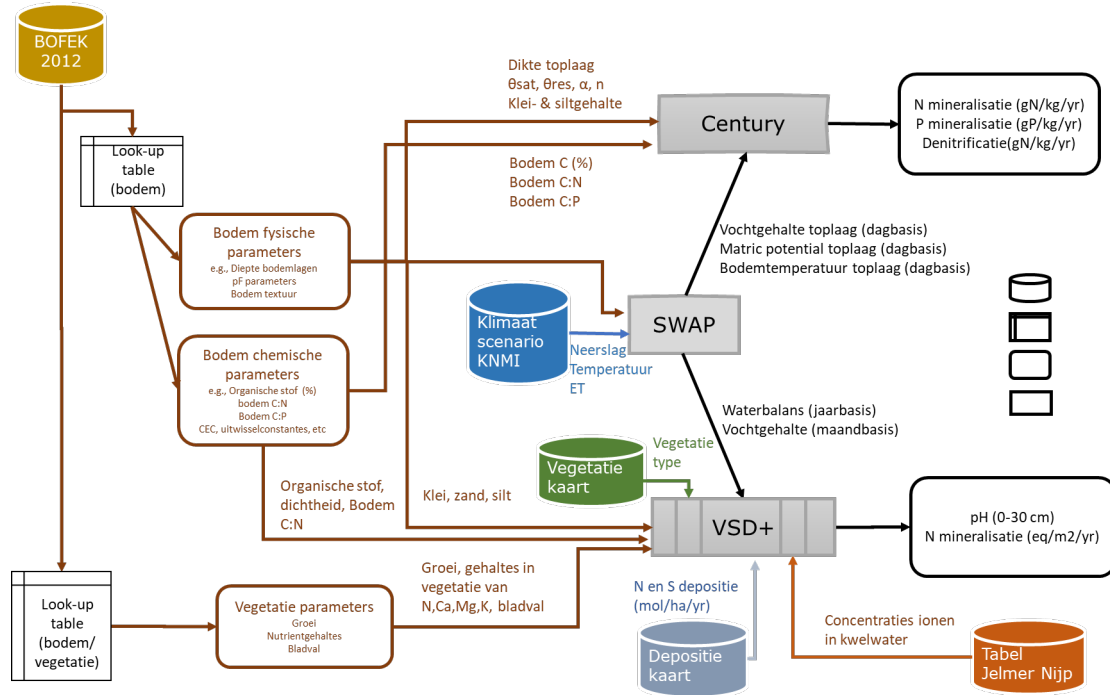 BOFEK
2012
Look-up
table
(bodem)
Dikte toplaag
θsat, θres, α, n
Klei- & siltgehalte
Century
N mineralisatie (gN/kg/yr)
P mineralisatie (gP/kg/yr)
Denitrificatie(gN/kg/yr)
Bodem C (%)
Bodem C:N
Bodem C:P
Bodem fysische
parameters
e.g., Diepte bodemlagen
pF parameters
Bodem textuur
Vochtgehalte toplaag (dagbasis)
Matric potential toplaag (dagbasis)
Bodemtemperatuur toplaag (dagbasis)
Klimaat
scenario
KNMI
Neerslag
Temperatuur
ET
SWAP
Bodem chemische
parameters
e.g., Organische stof (%)
bodem C:N
Bodem C:P
CEC, uitwisselconstantes, etc
Waterbalans (jaarbasis)
Vochtgehalte (maandbasis)
Vegetatie
kaart
Vegetatie
type
Organische stof,
dichtheid, Bodem
C:N
Klei, zand, silt
VSD+
pH (0-30 cm)
N mineralisatie (eq/m2/yr)
Look-up
table
(bodem/
vegetatie)
Vegetatie parameters
Groei
Nutrientgehaltes
Bladval
Groei, gehaltes in
vegetatie van
N,Ca,Mg,K, bladval
N en S depositie
(mol/ha/yr)
Depositie
kaart
Concentraties ionen
in kwelwater
Tabel
Jelmer Nijp